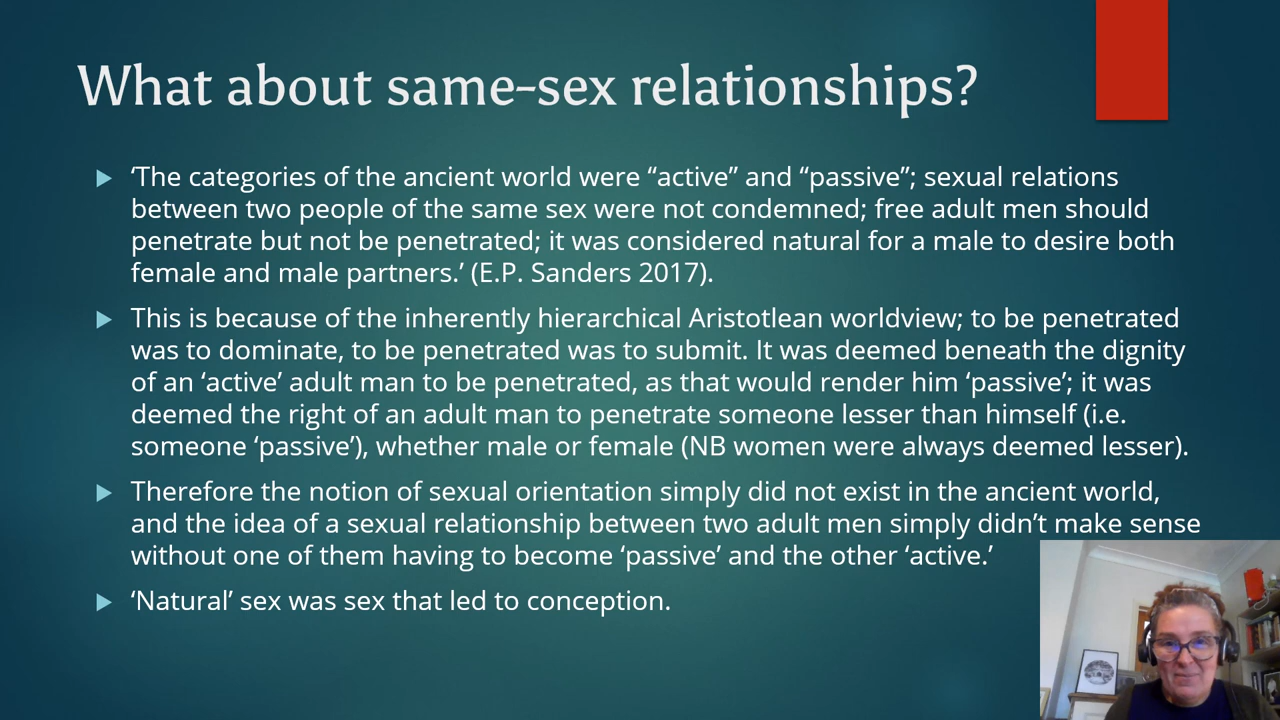 What about same-sex relationships?
‘The categories of the ancient world were “active” and “passive”; sexual relations
between two people of the same sex were not condemned; free adult men should
penetrate but not be penetrated; it was considered natural for a male to desire both
female and male partners.’ (E.P. Sanders 2017).
This is because of the inherently hierarchical Aristotlean worldview; to be penetrated
was to dominate, to be penetrated was to submit. It was deemed beneath the dignity
of an ‘active’ adult man to be penetrated, as that would render him ‘passive’; it was
deemed the right of an adult man to penetrate someone lesser than himself (i.e.
someone ‘passive’), whether male or female (NB women were always deemed lesser).
Therefore the notion of sexual orientation simply did not exist in the ancient world,
and the idea of a sexual relationship between two adult men simply didn’t make sense
without one of them having to become ‘passive’ and the other ‘active.’
‘Natural’ sex was sex that led to conception.